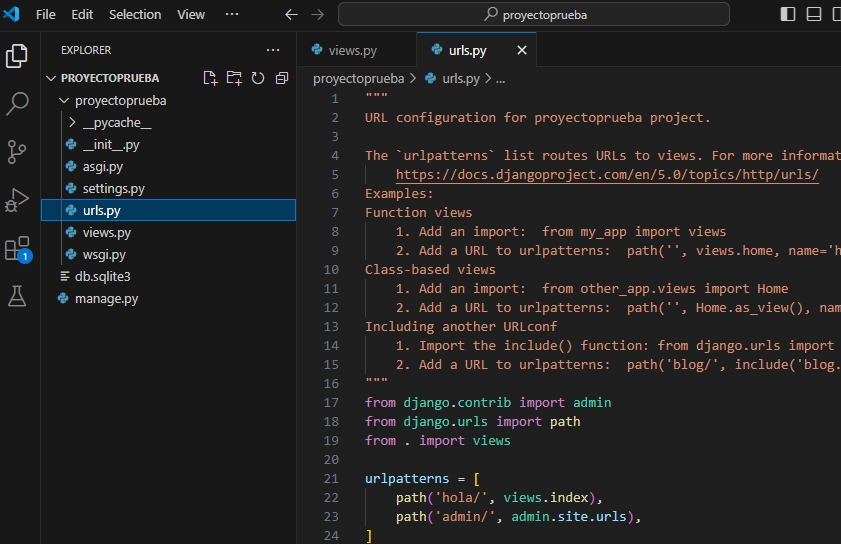 File Edit Selection View ... proyectoprueba
EXPLORER ...
PROYECTOPRUEBA
proyectoprueba
__pycache__
__init__.py
asgi.py
settings.py
urls.py
views.py
wsgi.py
db.sqlite3
manage.py
1
views.py urls.py
proyectoprueba > urls.py > ...
1 """
2 URL configuration for proyectoprueba project.
3
4 The `urlpatterns` list routes URLs to views. For more informat
5 https://docs.djangoproject.com/en/5.0/topics/http/urls/
6 Examples:
7 Function views
8 1. Add an import:  from my_app import views
9 2. Add a URL to urlpatterns:  path('', views.home, name='h
10 Class-based views
11 1. Add an import:  from other_app.views import Home
12 2. Add a URL to urlpatterns:  path('', Home.as_view(), nam
13 Including another URLconf
14 1. Import the include() function: from django.urls import
15 2. Add a URL to urlpatterns:  path('blog/', include('blog.
16 """
17 from django.contrib import admin
18 from django.urls import path
19 from . import views
20
21 urlpatterns = [
22 path('hola/', views.index),
23 path('admin/', admin.site.urls),
24 ]